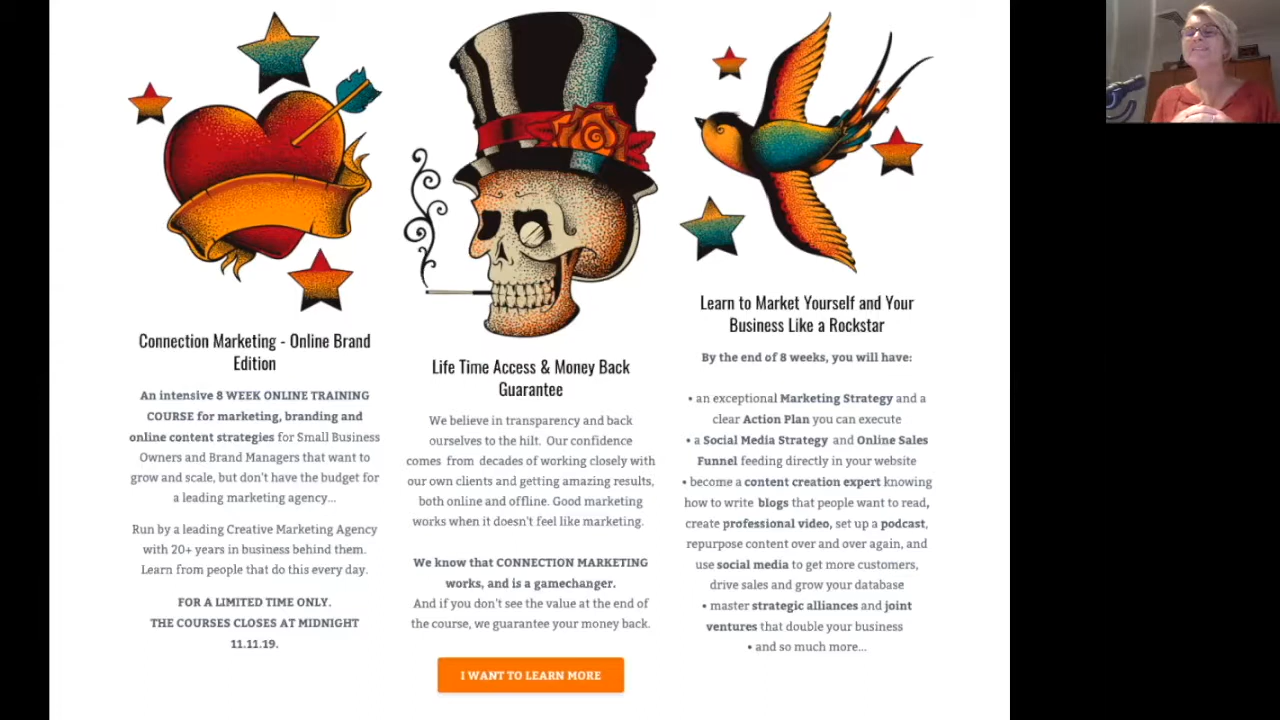 Connection Marketing - Online Brand
Edition
An intensive 8 WEEK ONLINE TRAINING
COURSE for marketing, branding and
online content strategies for Small Business
Owners and Brand Managers that want to
grow and scale, but don't have the budget for
a leading marketing agency...
Run by a leading Creative Marketing Agency
with 20+ years in business behind them.
Learn from people that do this every day.
FOR A LIMITED TIME ONLY.
THE COURSES CLOSES AT MIDNIGHT
11.11.19.
Life Time Access & Money Back
Guarantee
We believe in transparency and back
ourselves to the hilt. Our confidence
comes from decades of working closely with
our own clients and getting amazing results,
both online and offline. Good marketing
works when it doesn't feel like marketing.
We know that CONNECTION MARKETING
works, and is a gamechanger.
And if you don't see the value at the end of
the course, we guarantee your money back.
I WANT TO LEARN MORE
Learn to Market Yourself and Your
Business Like a Rockstar
By the end of 8 weeks, you will have:
• an exceptional Marketing Strategy and a
clear Action Plan you can execute
• a Social Media Strategy and Online Sales
Funnel feeding directly in your website
• become a content creation expert knowing
how to write blogs that people want to read,
create professional video, set up a podcast,
repurpose content over and over again, and
use social media to get more customers,
drive sales and grow your database
• master strategic alliances and joint
ventures that double your business
• and so much more...